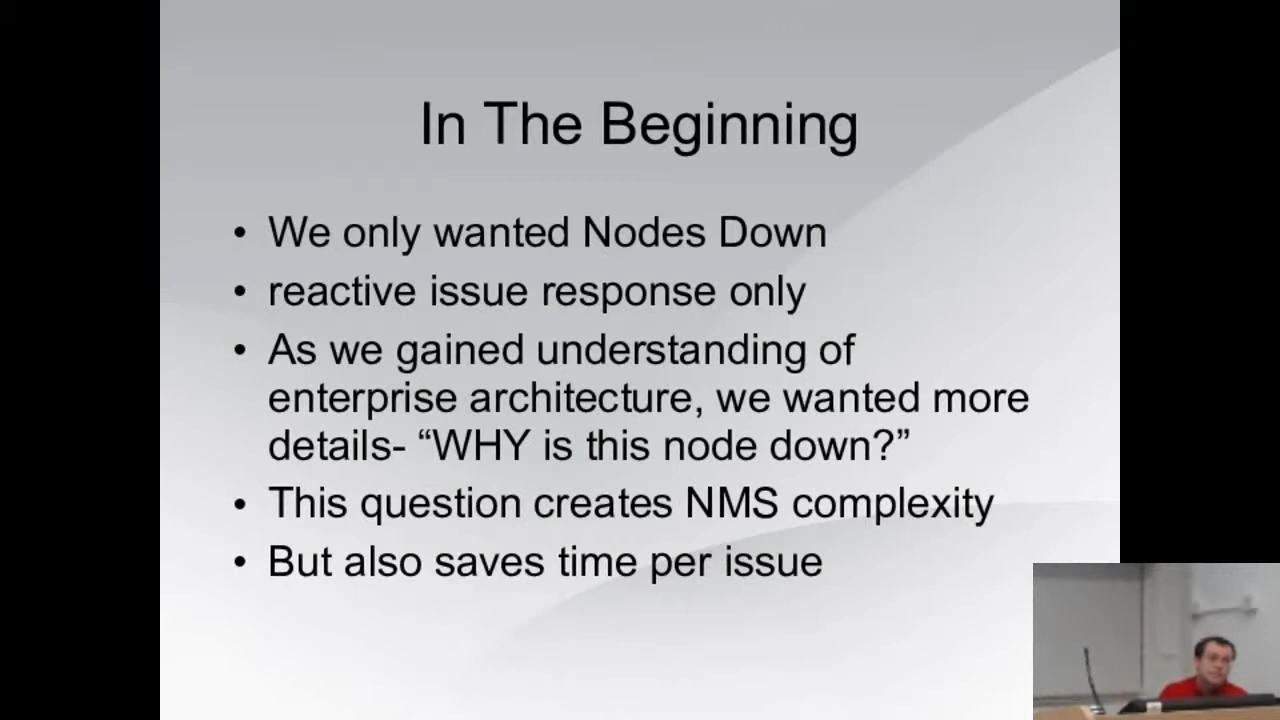 In The Beginning
• We only wanted Nodes Down
• reactive issue response only
• As we gained understanding of
enterprise architecture, we wanted more
details- “WHY is this node down?”
• This question creates NMS complexity
• But also saves time per issue